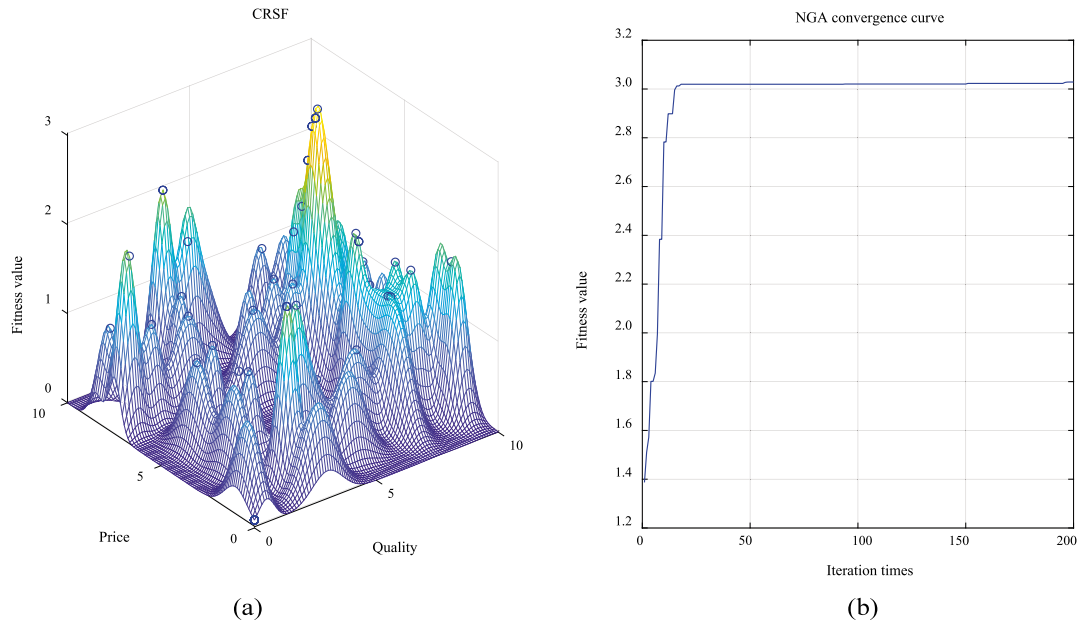 CRSF
3
2
1
0
10
5
0
0
5
10
Fitness value
Price
Quality
(a)
NGA convergence curve
3.2
3.0
2.8
2.6
2.4
2.2
2.0
1.8
1.6
1.4
1.2
0
50
100
150
200
Fitness value
Iteration times
(b)